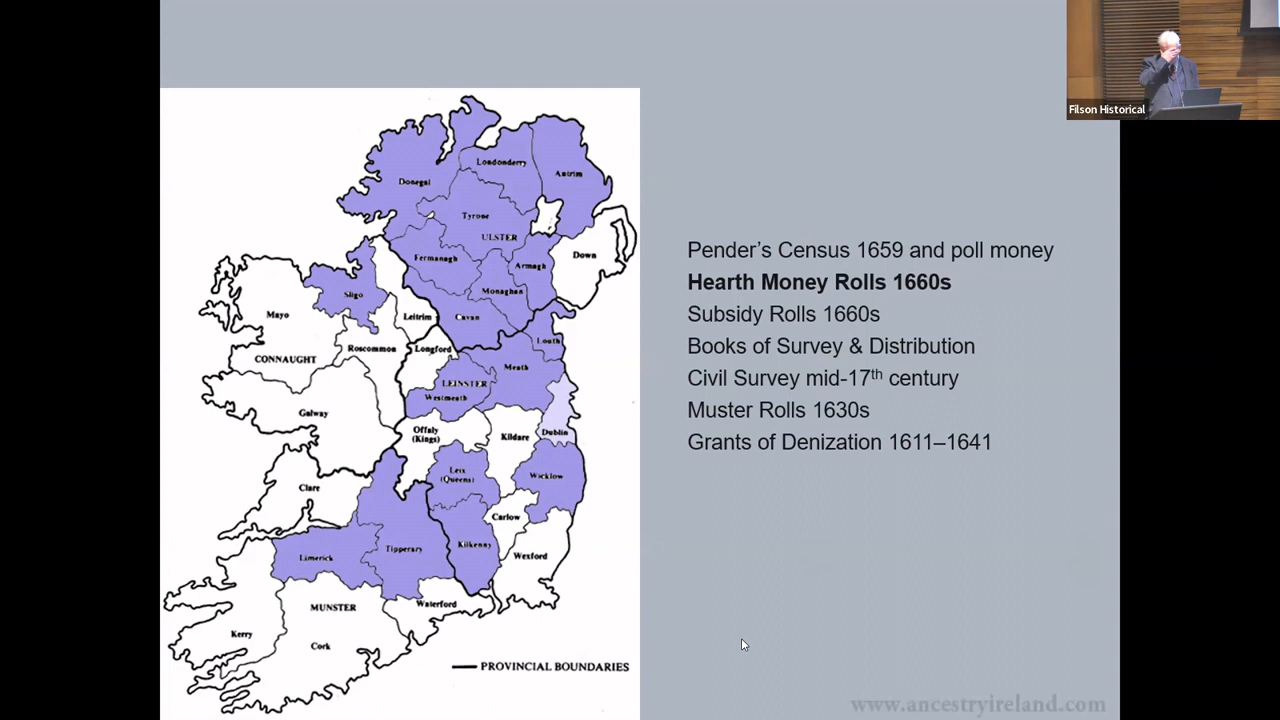 Filson Historical
Londonderry
Antrim
Donegal
Tyrone
ULSTER
Fermanagh
Armagh
Down
Monaghan
Sligo
Cavan
Mayo
Leitrim
Louth
Roscommon
Longford
CONNAUGHT
Meath
LEINSTER
Westmeath
Galway
Offaly
(Kings)
Kildare
Dublin
Leix
(Queens)
Wicklow
Clare
Carlow
Limerick
Tipperary
Kilkenny
Wexford
MUNSTER
Waterford
Kerry
Cork
PROVINCIAL BOUNDARIES
Pender's Census 1659 and poll money
Hearth Money Rolls 1660s
Subsidy Rolls 1660s
Books of Survey & Distribution
Civil Survey mid-17th century
Muster Rolls 1630s
Grants of Denization 1611–1641
www.ancestryireland.com